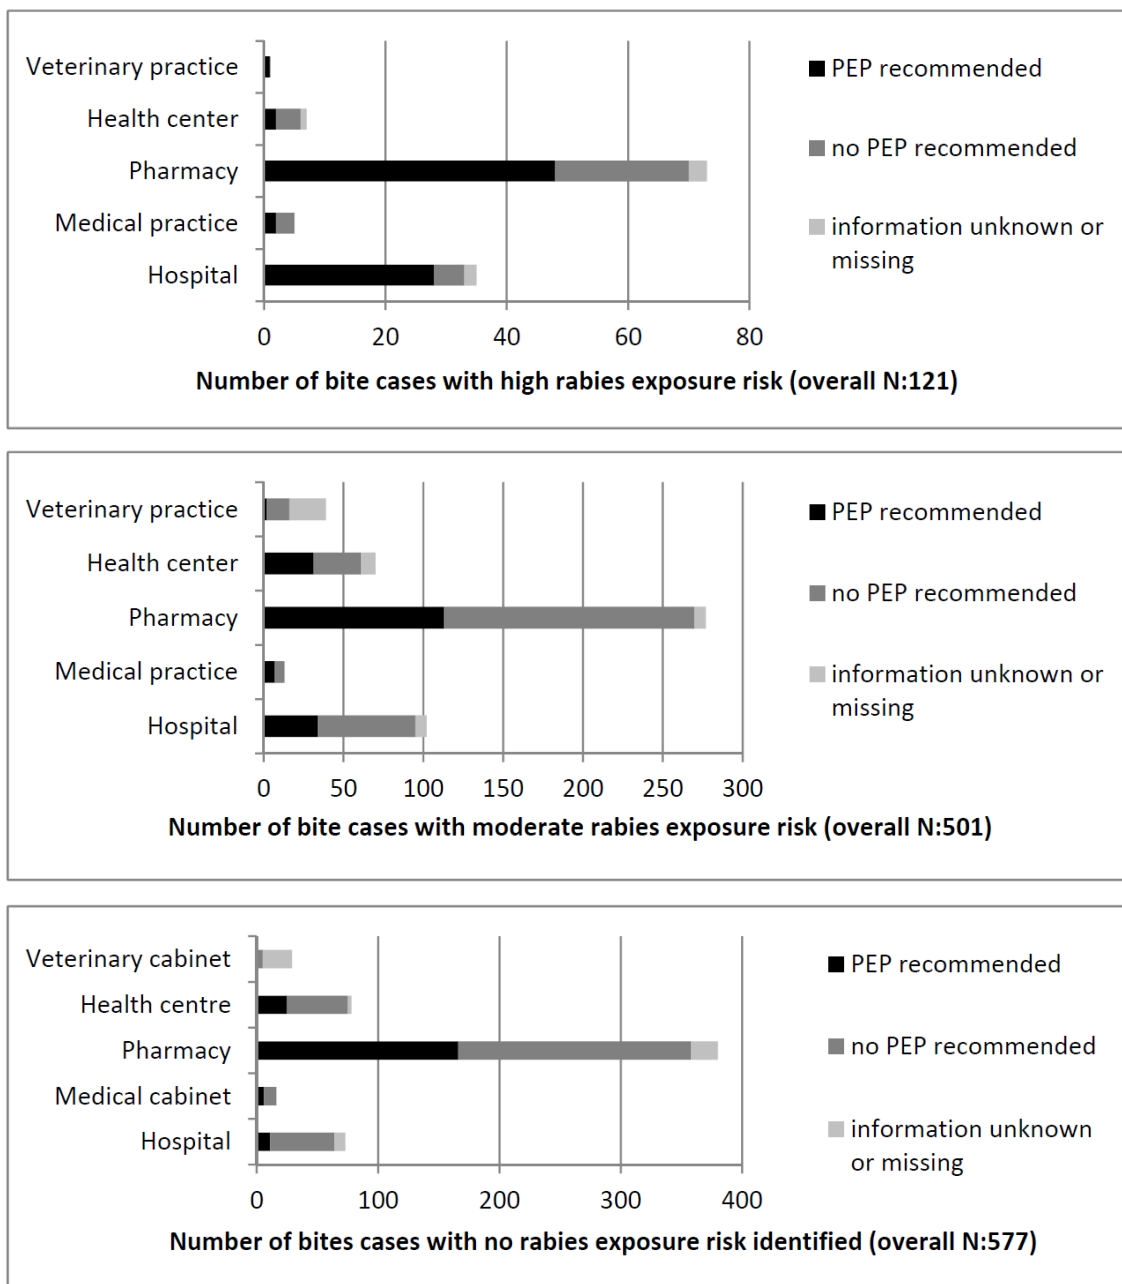 Veterinary practice
Health center
Pharmacy
Medical practice
Hospital
0 20 40 60 80
Number of bite cases with high rabies exposure risk (overall N:121)
PEP recommended
no PEP recommended
information unknown or
missing
Veterinary practice
Health center
Pharmacy
Medical practice
Hospital
0 50 100 150 200 250 300
Number of bite cases with moderate rabies exposure risk (overall N:501)
PEP recommended
no PEP recommended
information unknown or
missing
Veterinary cabinet
Health centre
Pharmacy
Medical cabinet
Hospital
0 100 200 300 400
Number of bites cases with no rabies exposure risk identified (overall N:577)
PEP recommended
no PEP recommended
information unknown
or missing